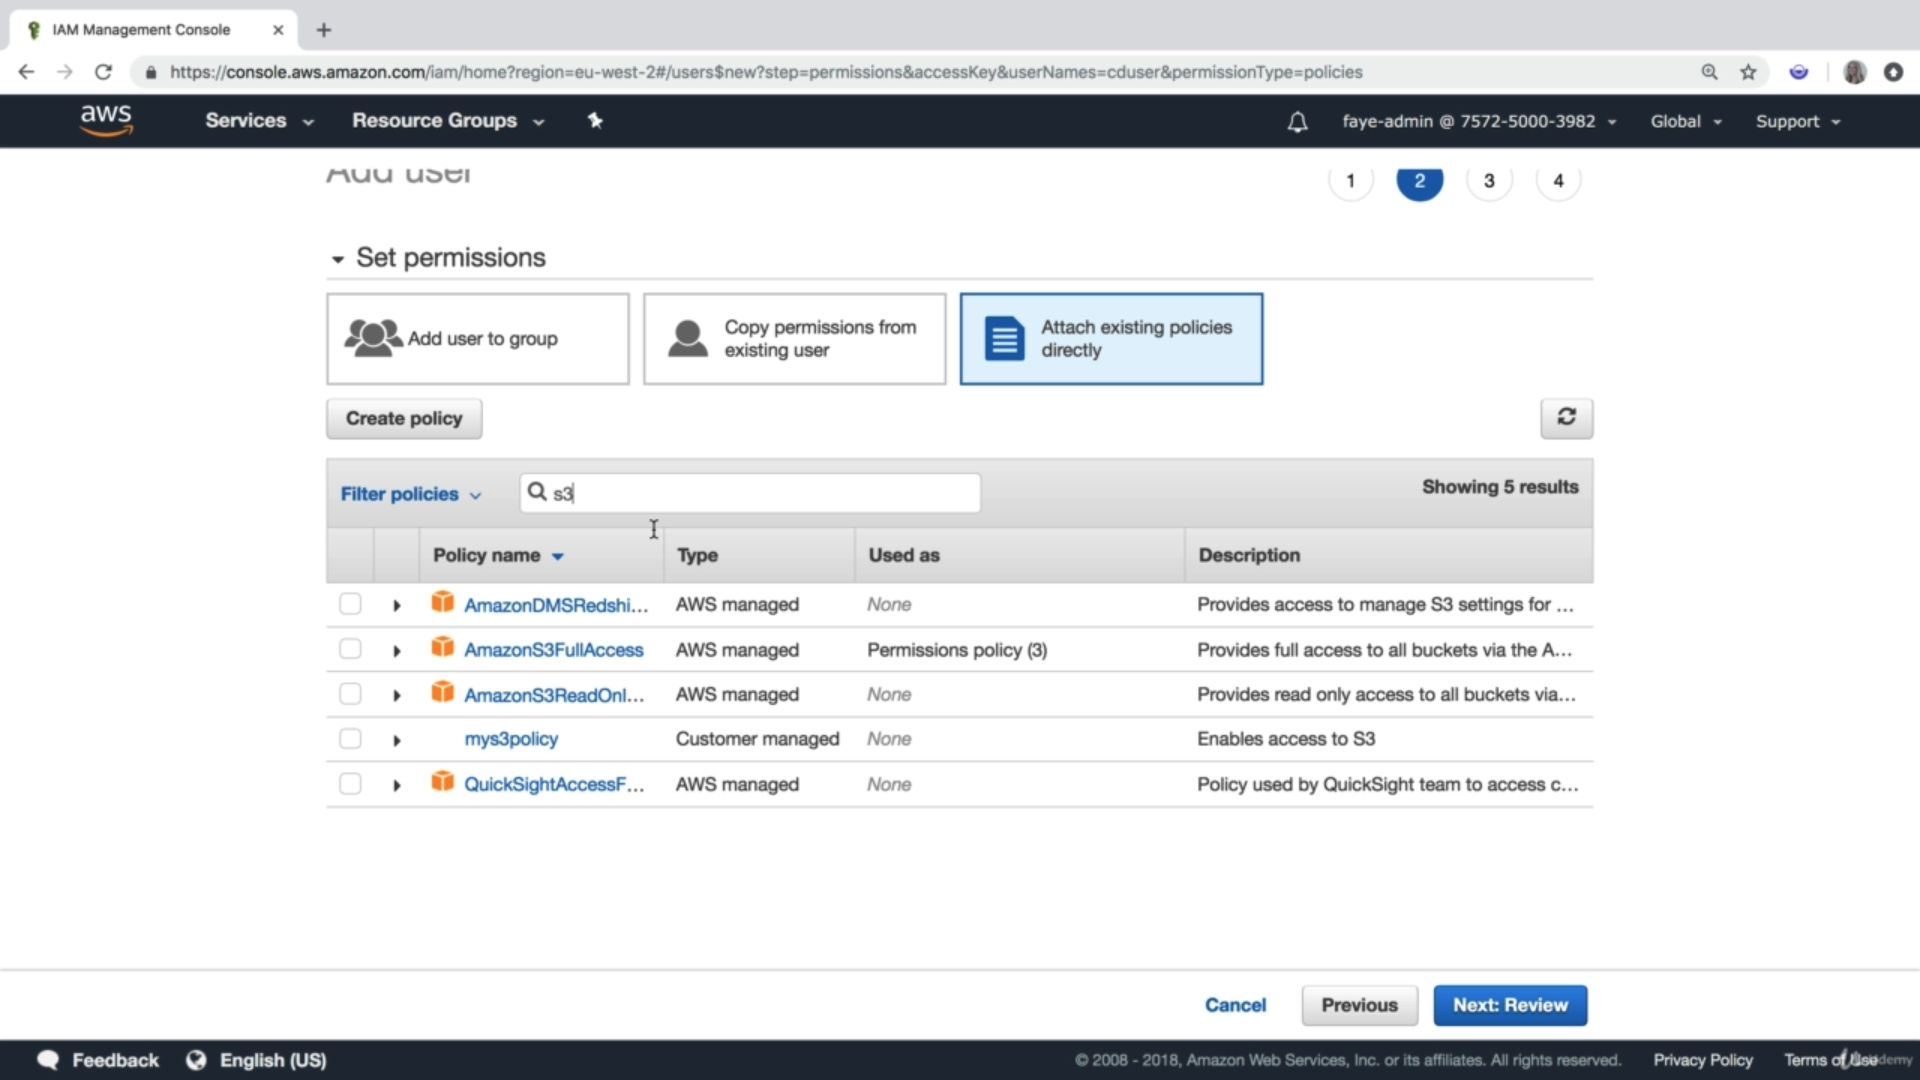 IAM Management Console
https://console.aws.amazon.com/iam/home?region=eu-west-2#/users$new?step=permissions&accessKey&userNames=cduser&permissionType=policies
aws Services Resource Groups faye-admin @ 7572-5000-3982 Global Support
Add user 1 2 3 4
Set permissions
Add user to group
Copy permissions from
existing user
Attach existing policies
directly
Create policy
Filter policies s3 Showing 5 results
Policy name Type Used as Description
AmazonDMSRedshi... AWS managed None Provides access to manage S3 settings for ...
AmazonS3FullAccess AWS managed Permissions policy (3) Provides full access to all buckets via the A...
AmazonS3ReadOnl... AWS managed None Provides read only access to all buckets via...
mys3policy Customer managed None Enables access to S3
QuickSightAccessF... AWS managed None Policy used by QuickSight team to access c...
Cancel Previous Next: Review
Feedback English (US) © 2008 - 2018, Amazon Web Services, Inc. or its affiliates. All rights reserved. Privacy Policy Terms of Use